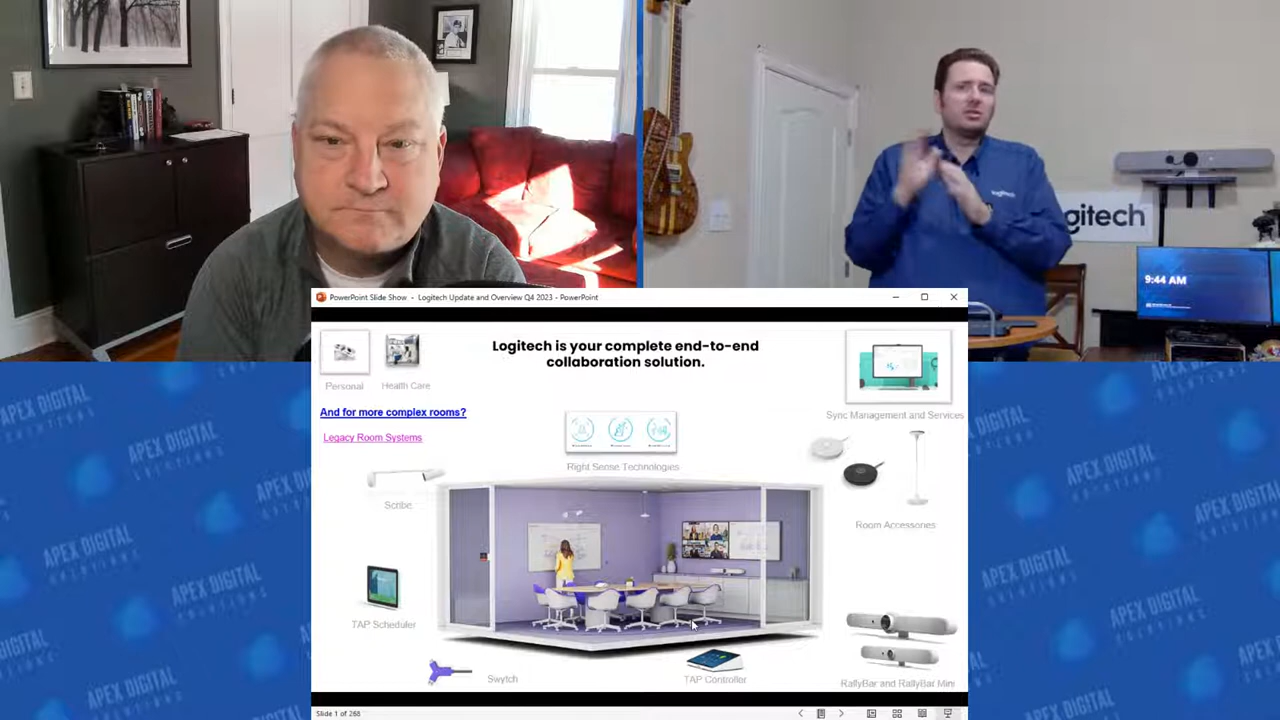 logitech
gitech
9:44 AM
PowerPoint Slide Show - Logitech Update and Overview Q4 2023 - PowerPoint
Logitech is your complete end-to-end
collaboration solution.
Personal
Health Care
Sync Management and Services
And for more complex rooms?
Legacy Room Systems
Right Sense Technologies
Scribe
Room Accessories
TAP Scheduler
Swytch
TAP Controller
RallyBar and RallyBar Mini
Slide 1 of 268
APEX DIGITAL
SOLUTIONS